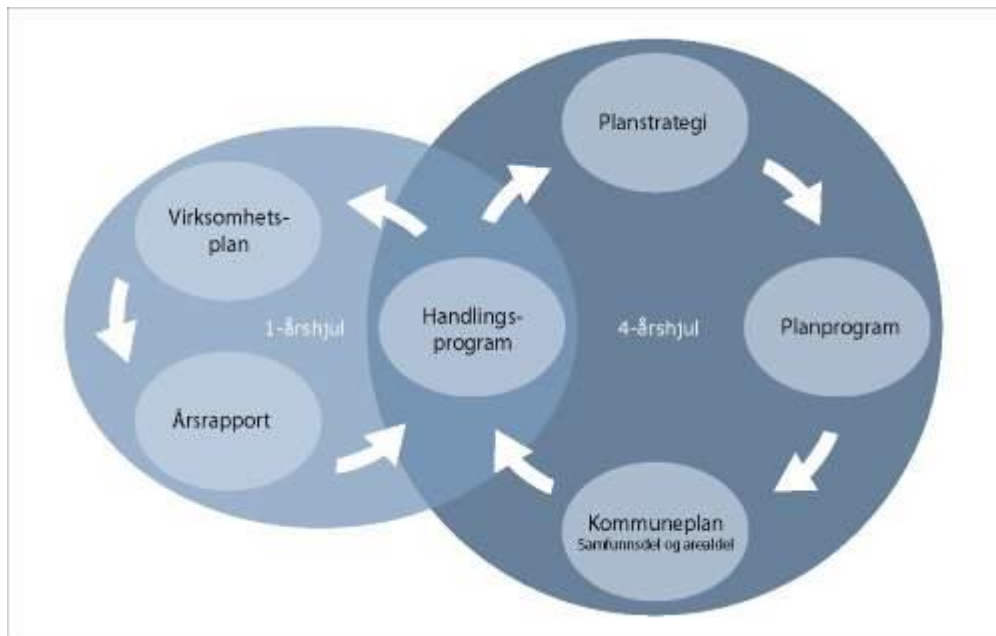 Planstrategi
Virksomhets-
plan
1-årshjul
Handlings-
program
4-årshjul
Planprogram
Årsrapport
Kommuneplan
Samfunnsdel og arealdel